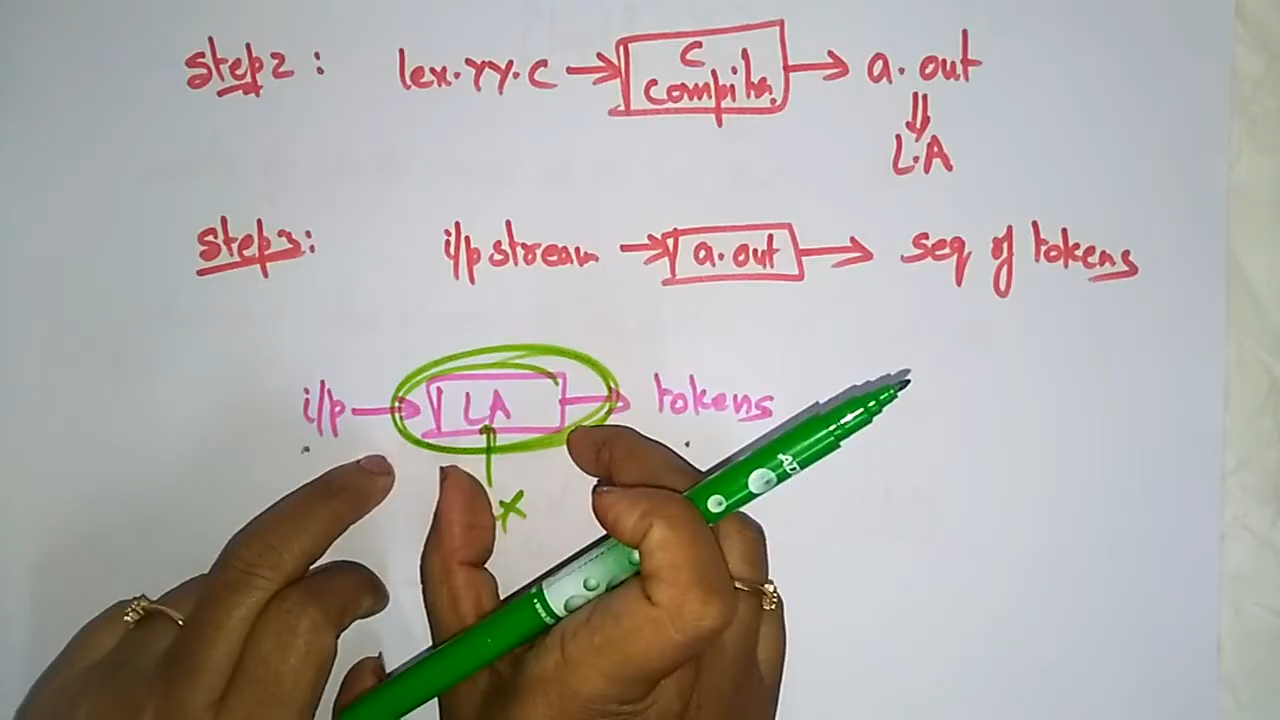 step2 : lex.yy.c → C compiler → a.out
⇓
L.A
step3: i/p stream → a.out → seq of tokens
i/p → LA → tokens
x
AD